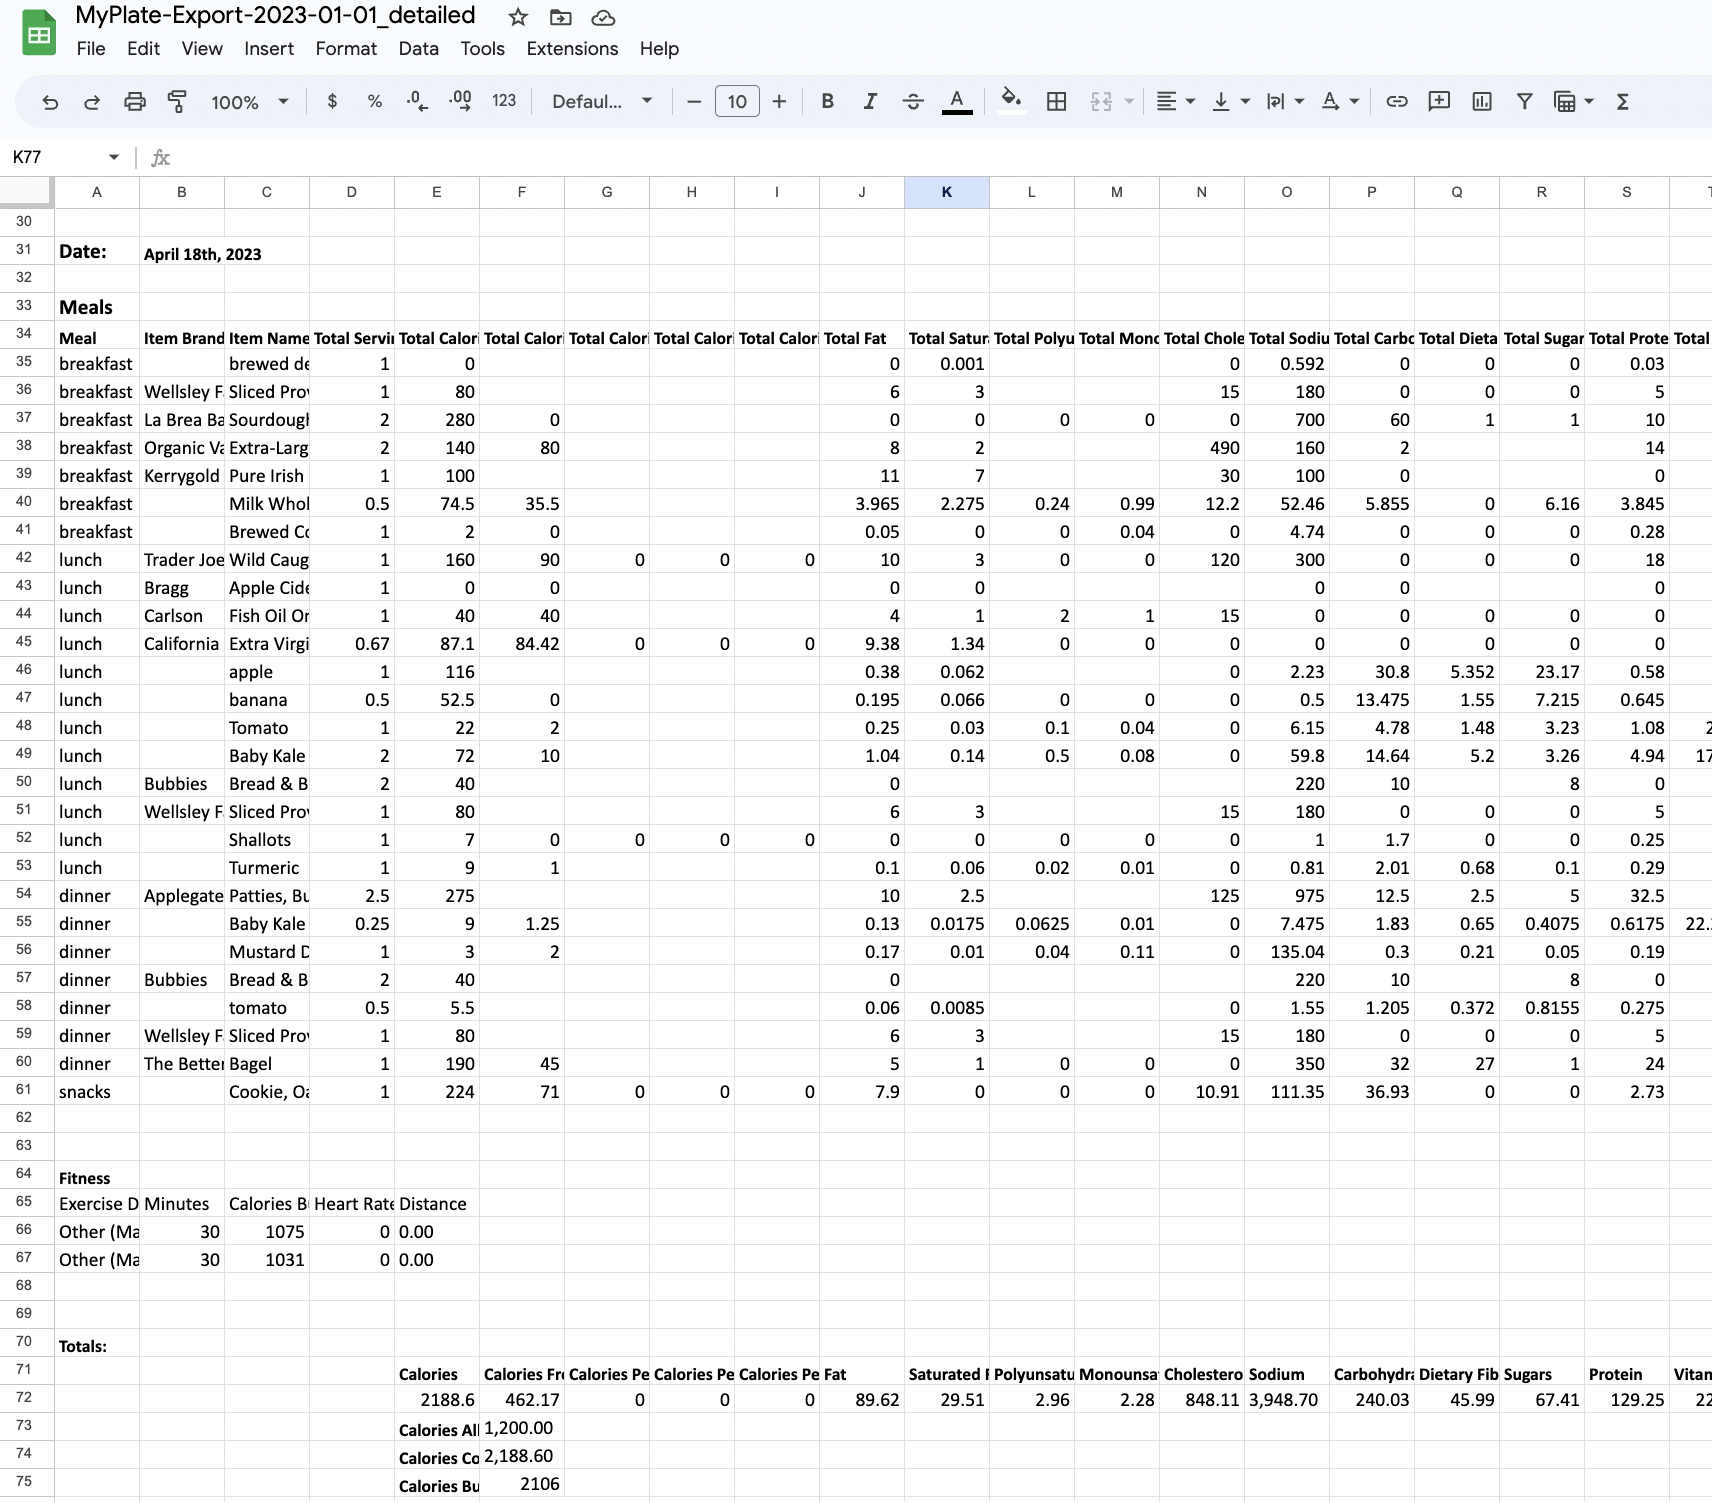 MyPlate-Export-2023-01-01_detailed
File Edit View Insert Format Data Tools Extensions Help
100% $ % .0 .00 123 Defaul... − 10 + B I A
K77 fx
A B C D E F G H I J K L M N O P Q R S
30
31 Date: April 18th, 2023
32
33 Meals
34 Meal Item Brand Item Name Total Servi Total Calor Total Calor Total Calor Total Calor Total Calor Total Fat Total Satur Total Polyu Total Mono Total Chole Total Sodiu Total Carbo Total Dieta Total Sugar Total Prote Total
35 breakfast brewed de 1 0 0 0.001 0 0.592 0 0 0 0.03
36 breakfast Wellsley F Sliced Prov 1 80 6 3 15 180 0 0 0 5
37 breakfast La Brea Ba Sourdough 2 280 0 0 0 0 0 0 700 60 1 1 10
38 breakfast Organic Va Extra-Larg 2 140 80 8 2 490 160 2 14
39 breakfast Kerrygold Pure Irish 1 100 11 7 30 100 0 0
40 breakfast Milk Whol 0.5 74.5 35.5 3.965 2.275 0.24 0.99 12.2 52.46 5.855 0 6.16 3.845
41 breakfast Brewed Co 1 2 0 0.05 0 0 0.04 0 4.74 0 0 0 0.28
42 lunch Trader Joe Wild Caug 1 160 90 0 0 0 10 3 0 0 120 300 0 0 0 18
43 lunch Bragg Apple Cide 1 0 0 0 0 0 0 0
44 lunch Carlson Fish Oil Or 1 40 40 4 1 2 1 15 0 0 0 0 0
45 lunch California Extra Virgi 0.67 87.1 84.42 0 0 0 9.38 1.34 0 0 0 0 0 0 0 0
46 lunch apple 1 116 0.38 0.062 0 2.23 30.8 5.352 23.17 0.58
47 lunch banana 0.5 52.5 0 0.195 0.066 0 0 0 0.5 13.475 1.55 7.215 0.645
48 lunch Tomato 1 22 2 0.25 0.03 0.1 0.04 0 6.15 4.78 1.48 3.23 1.08 2
49 lunch Baby Kale 2 72 10 1.04 0.14 0.5 0.08 0 59.8 14.64 5.2 3.26 4.94 17
50 lunch Bubbies Bread & B 2 40 0 220 10 8 0
51 lunch Wellsley F Sliced Prov 1 80 6 3 15 180 0 0 0 5
52 lunch Shallots 1 7 0 0 0 0 0 0 0 0 0 1 1.7 0 0 0.25
53 lunch Turmeric 1 9 1 0.1 0.06 0.02 0.01 0 0.81 2.01 0.68 0.1 0.29
54 dinner Applegate Patties, Bu 2.5 275 10 2.5 125 975 12.5 2.5 5 32.5
55 dinner Baby Kale 0.25 9 1.25 0.13 0.0175 0.0625 0.01 0 7.475 1.83 0.65 0.4075 0.6175 22.
56 dinner Mustard D 1 3 2 0.17 0.01 0.04 0.11 0 135.04 0.3 0.21 0.05 0.19
57 dinner Bubbies Bread & B 2 40 0 220 10 8 0
58 dinner tomato 0.5 5.5 0.06 0.0085 0 1.55 1.205 0.372 0.8155 0.275
59 dinner Wellsley F Sliced Prov 1 80 6 3 15 180 0 0 0 5
60 dinner The Better Bagel 1 190 45 5 1 0 0 0 350 32 27 1 24
61 snacks Cookie, Oa 1 224 71 0 0 0 7.9 0 0 0 10.91 111.35 36.93 0 0 2.73
62
63
64 Fitness
65 Exercise D Minutes Calories B Heart Rate Distance
66 Other (Ma 30 1075 0 0.00
67 Other (Ma 30 1031 0 0.00
68
69
70 Totals:
71 Calories Calories Fr Calories Pe Calories Pe Calories Pe Fat Saturated Polyunsatu Monounsa Cholestero Sodium Carbohydra Dietary Fib Sugars Protein Vitan
72 2188.6 462.17 0 0 0 89.62 29.51 2.96 2.28 848.11 3,948.70 240.03 45.99 67.41 129.25 22
73 Calories All 1,200.00
74 Calories Co 2,188.60
75 Calories Bu 2106